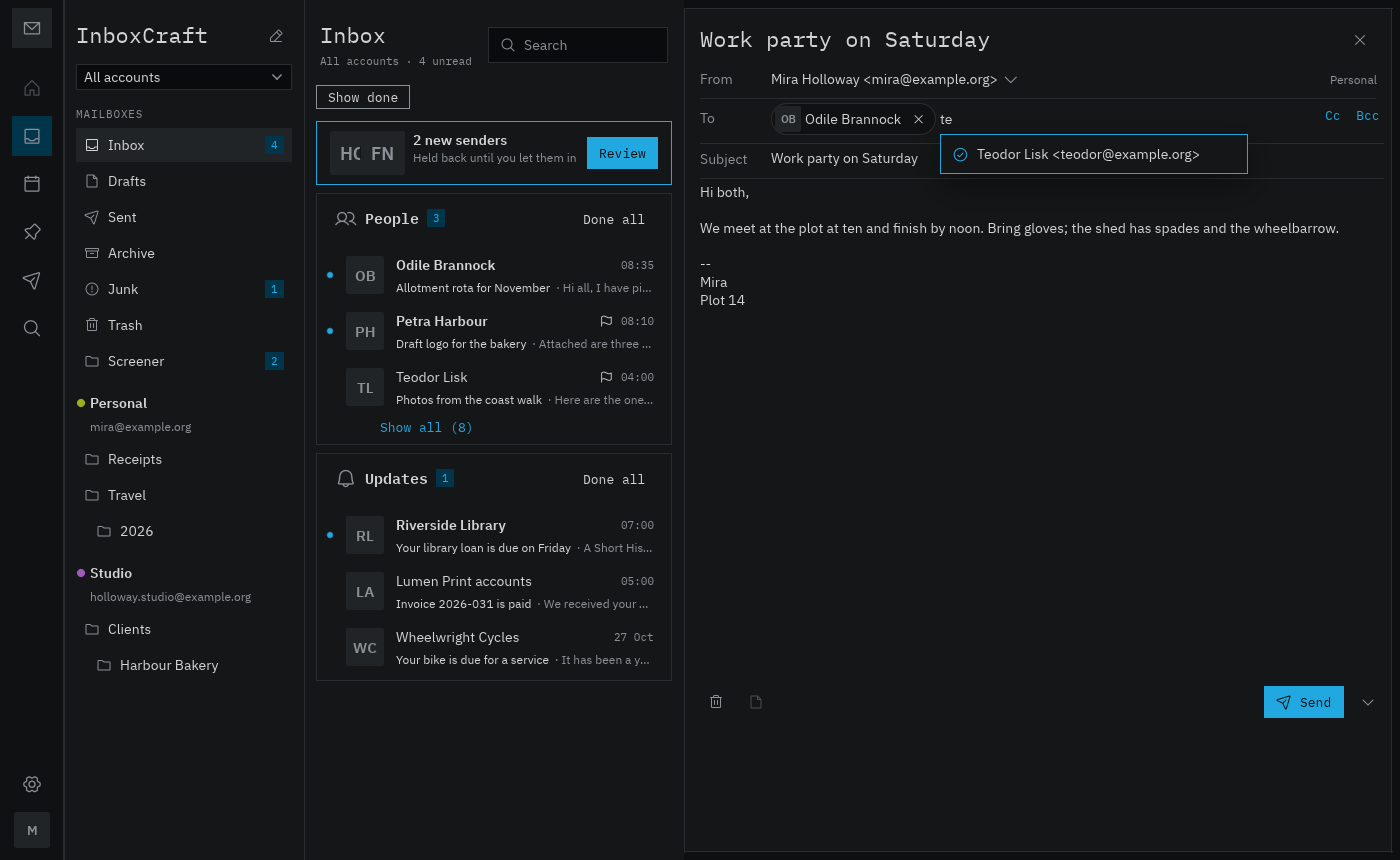 InboxCraft
All accounts
MAILBOXES
Inbox 4
Drafts
Sent
Archive
Junk 1
Trash
Screener 2
Personal
mira@example.org
Receipts
Travel
2026
Studio
holloway.studio@example.org
Clients
Harbour Bakery
M
Inbox
All accounts · 4 unread
Search
Show done
HC FN
2 new senders
Held back until you let them in
Review
People 3 Done all
OB
Odile Brannock 08:35
Allotment rota for November · Hi all, I have pi…
PH
Petra Harbour 08:10
Draft logo for the bakery · Attached are three …
TL
Teodor Lisk 04:00
Photos from the coast walk · Here are the one…
Show all (8)
Updates 1 Done all
RL
Riverside Library 07:00
Your library loan is due on Friday · A Short His…
LA
Lumen Print accounts 05:00
Invoice 2026-031 is paid · We received your …
WC
Wheelwright Cycles 27 Oct
Your bike is due for a service · It has been a y…
Work party on Saturday
From Mira Holloway <mira@example.org> Personal
To OB Odile Brannock te Cc Bcc
Teodor Lisk <teodor@example.org>
Subject Work party on Saturday
Hi both,
We meet at the plot at ten and finish by noon. Bring gloves; the shed has spades and the wheelbarrow.
--
Mira
Plot 14
Send